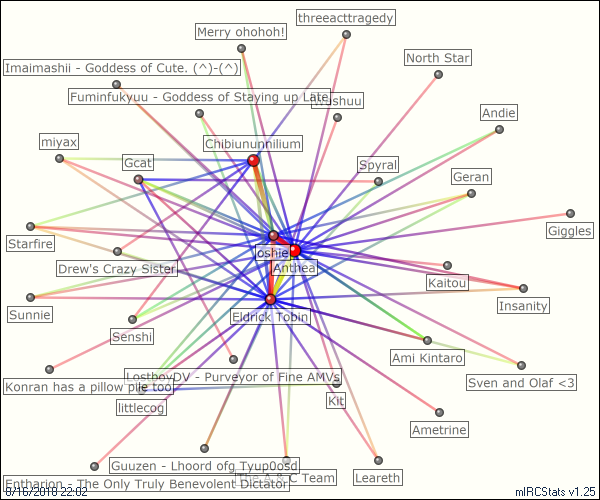 threeacttragedy
Merry ohohoh!
North Star
Imaimashii - Goddess of Cute. (^)-(^)
Fuminfukyuu - Goddess of Staying up Late
Andie
miyax
Chibiununnilium
Gcat
Spyral
Geran
Giggles
Starfire
Drew's Crazy Sister
oshie
Anthea
Kaitou
Insanity
Sunnie
Senshi
Eldrick Tobin
Ami Kintaro
Konran has a pillow pile too
LostboyDV - Purveyor of Fine AMVs
Sven and Olaf <3
littlecog
Kit
Ametrine
Guuzen - Lhoord ofg Tyup0osd
The A & C Team
Leareth
Entharion - The Only Truly Benevolent Dictator
8/16/2010 22:02
mIRCStats v1.25